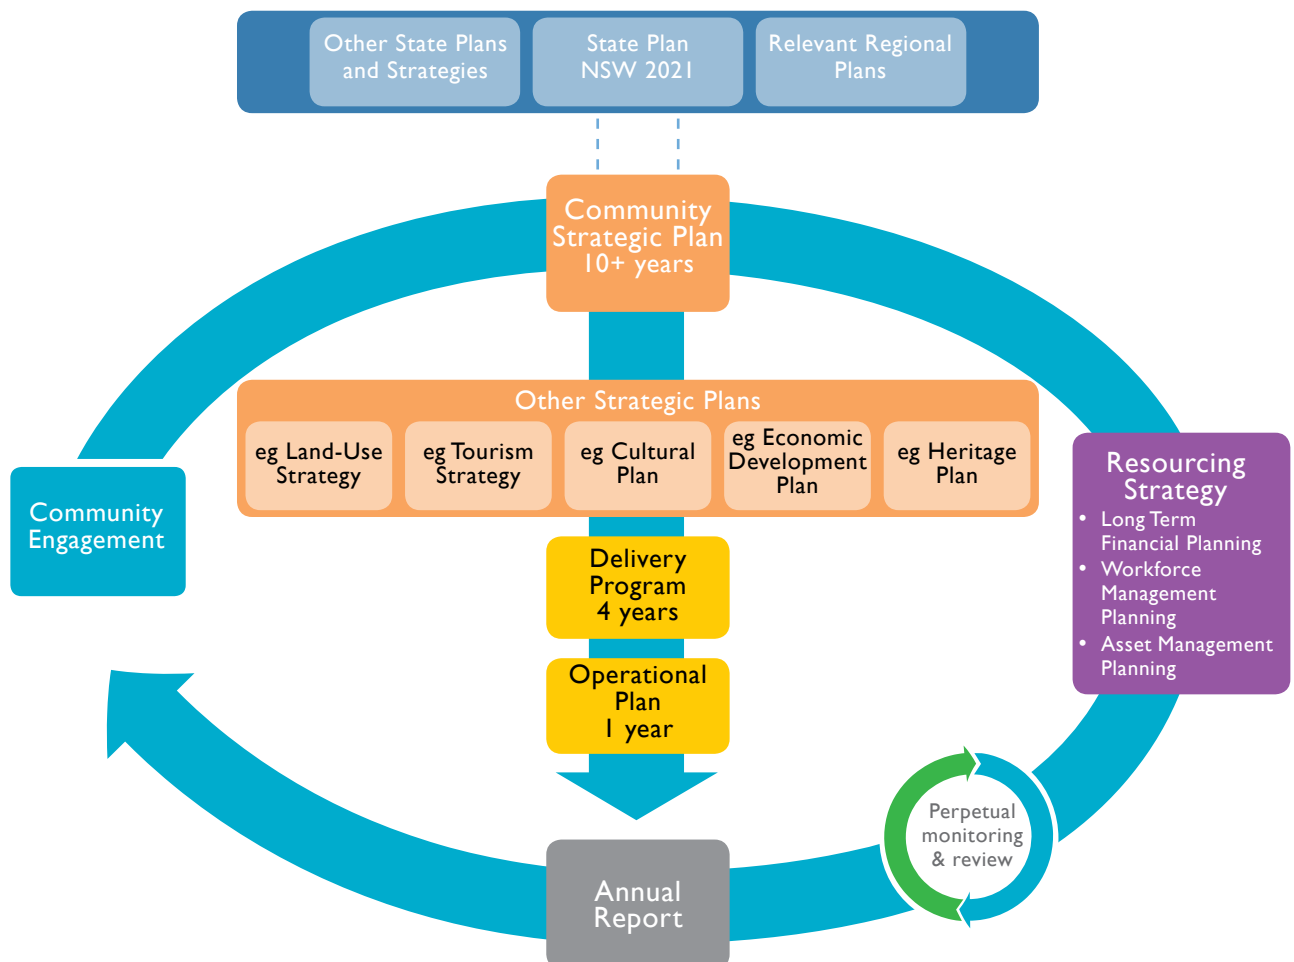 Other State Plans
and Strategies
State Plan
NSW 2021
Relevant Regional
Plans
Community
Strategic Plan
10+ years
Other Strategic Plans
eg Land-Use
Strategy
eg Tourism
Strategy
eg Cultural
Plan
eg Economic
Development
Plan
eg Heritage
Plan
Community
Engagement
Resourcing
Strategy
• Long Term
Financial Planning
• Workforce
Management
Planning
• Asset Management
Planning
Delivery
Program
4 years
Operational
Plan
1 year
Perpetual
monitoring
& review
Annual
Report